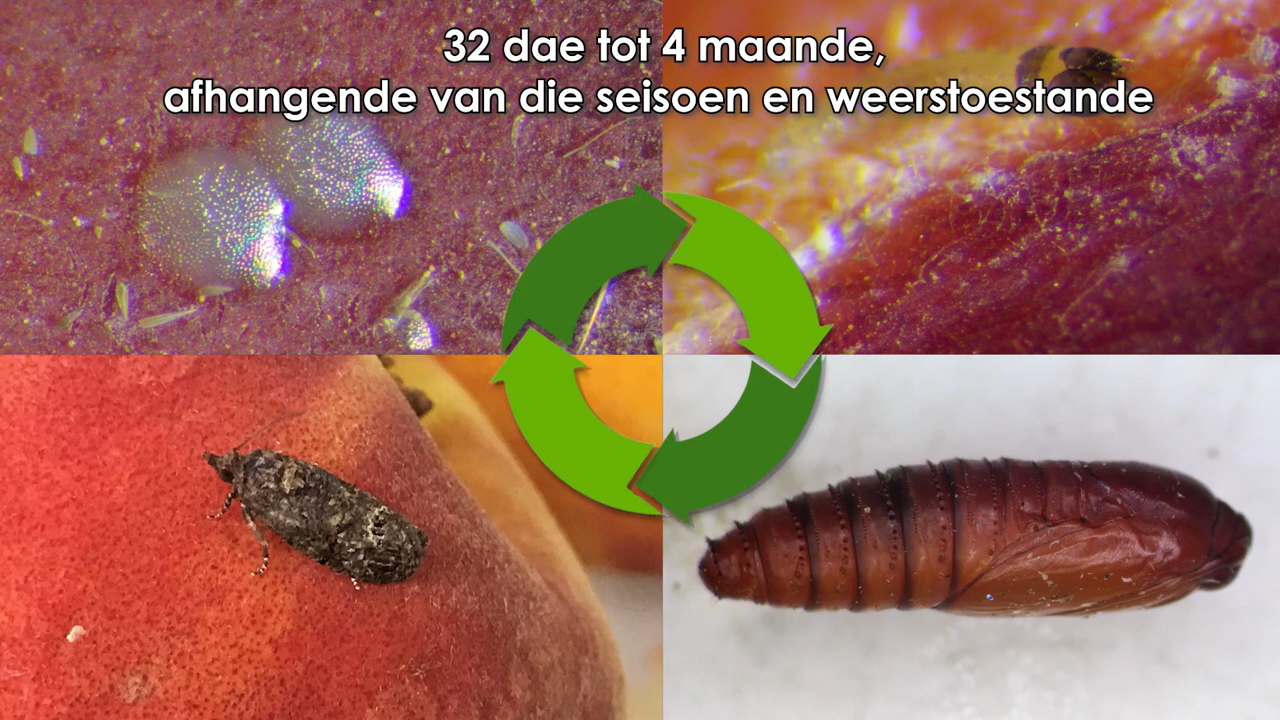 32 dae tot 4 maande,
afhangende van die seisoen en weerstoestande